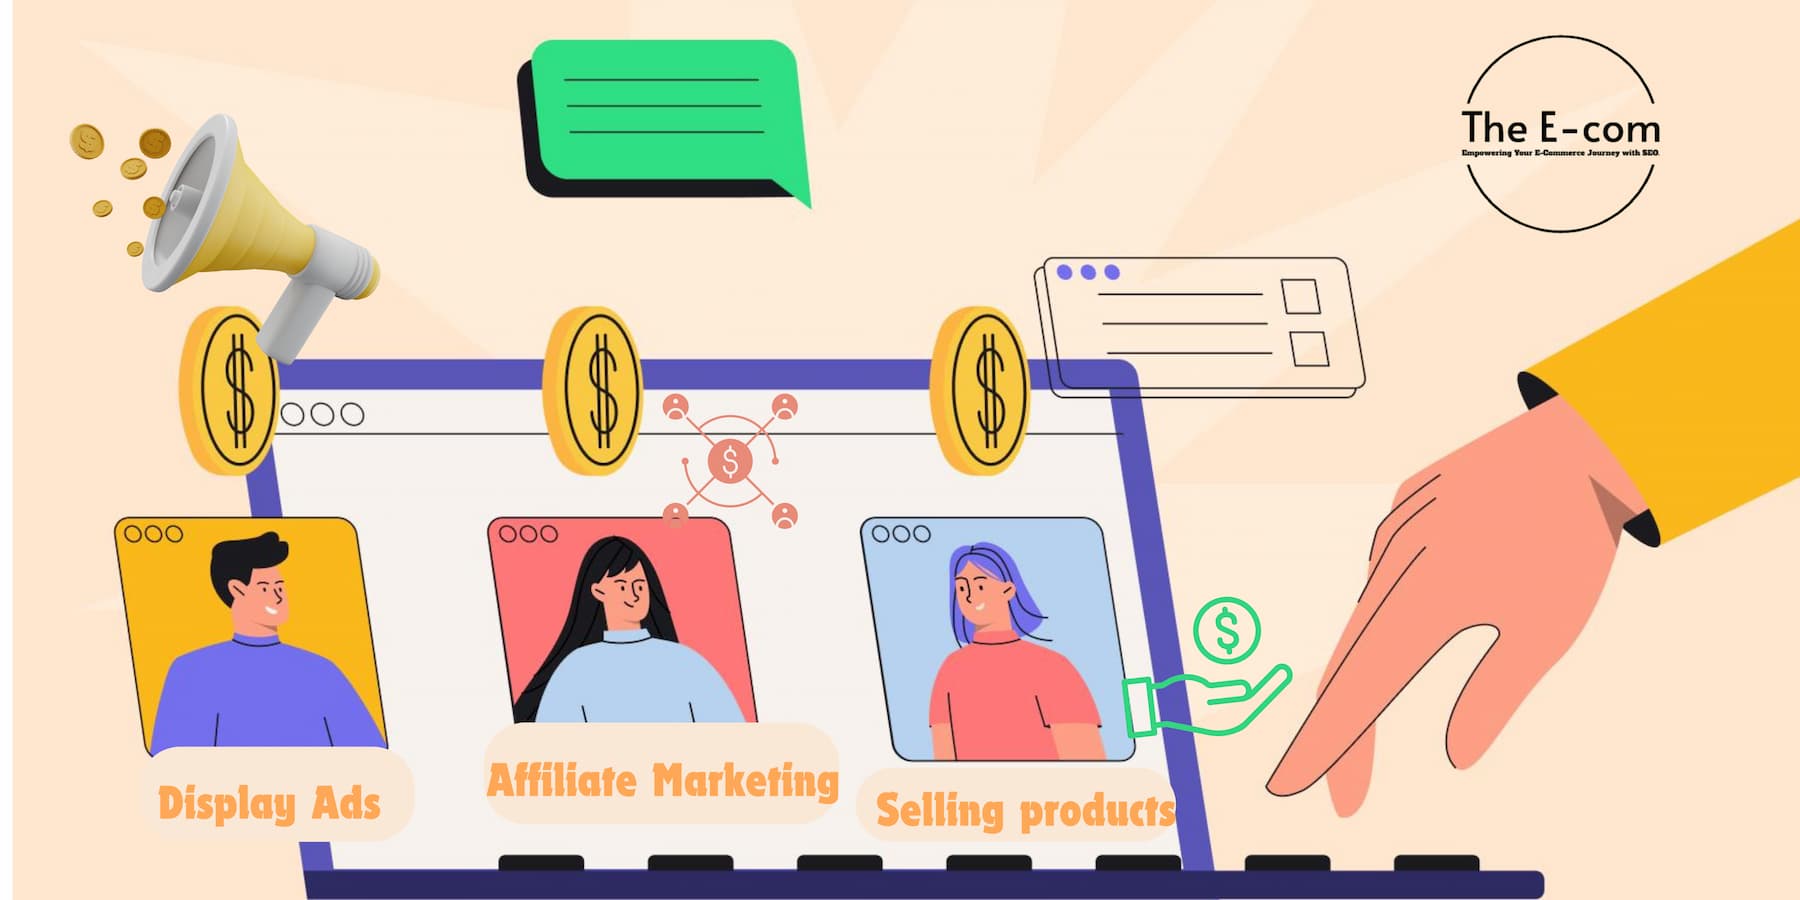 The E-com
Empowering Your E-Commerce Journey with SEO.
Display Ads
Affiliate Marketing
Selling products